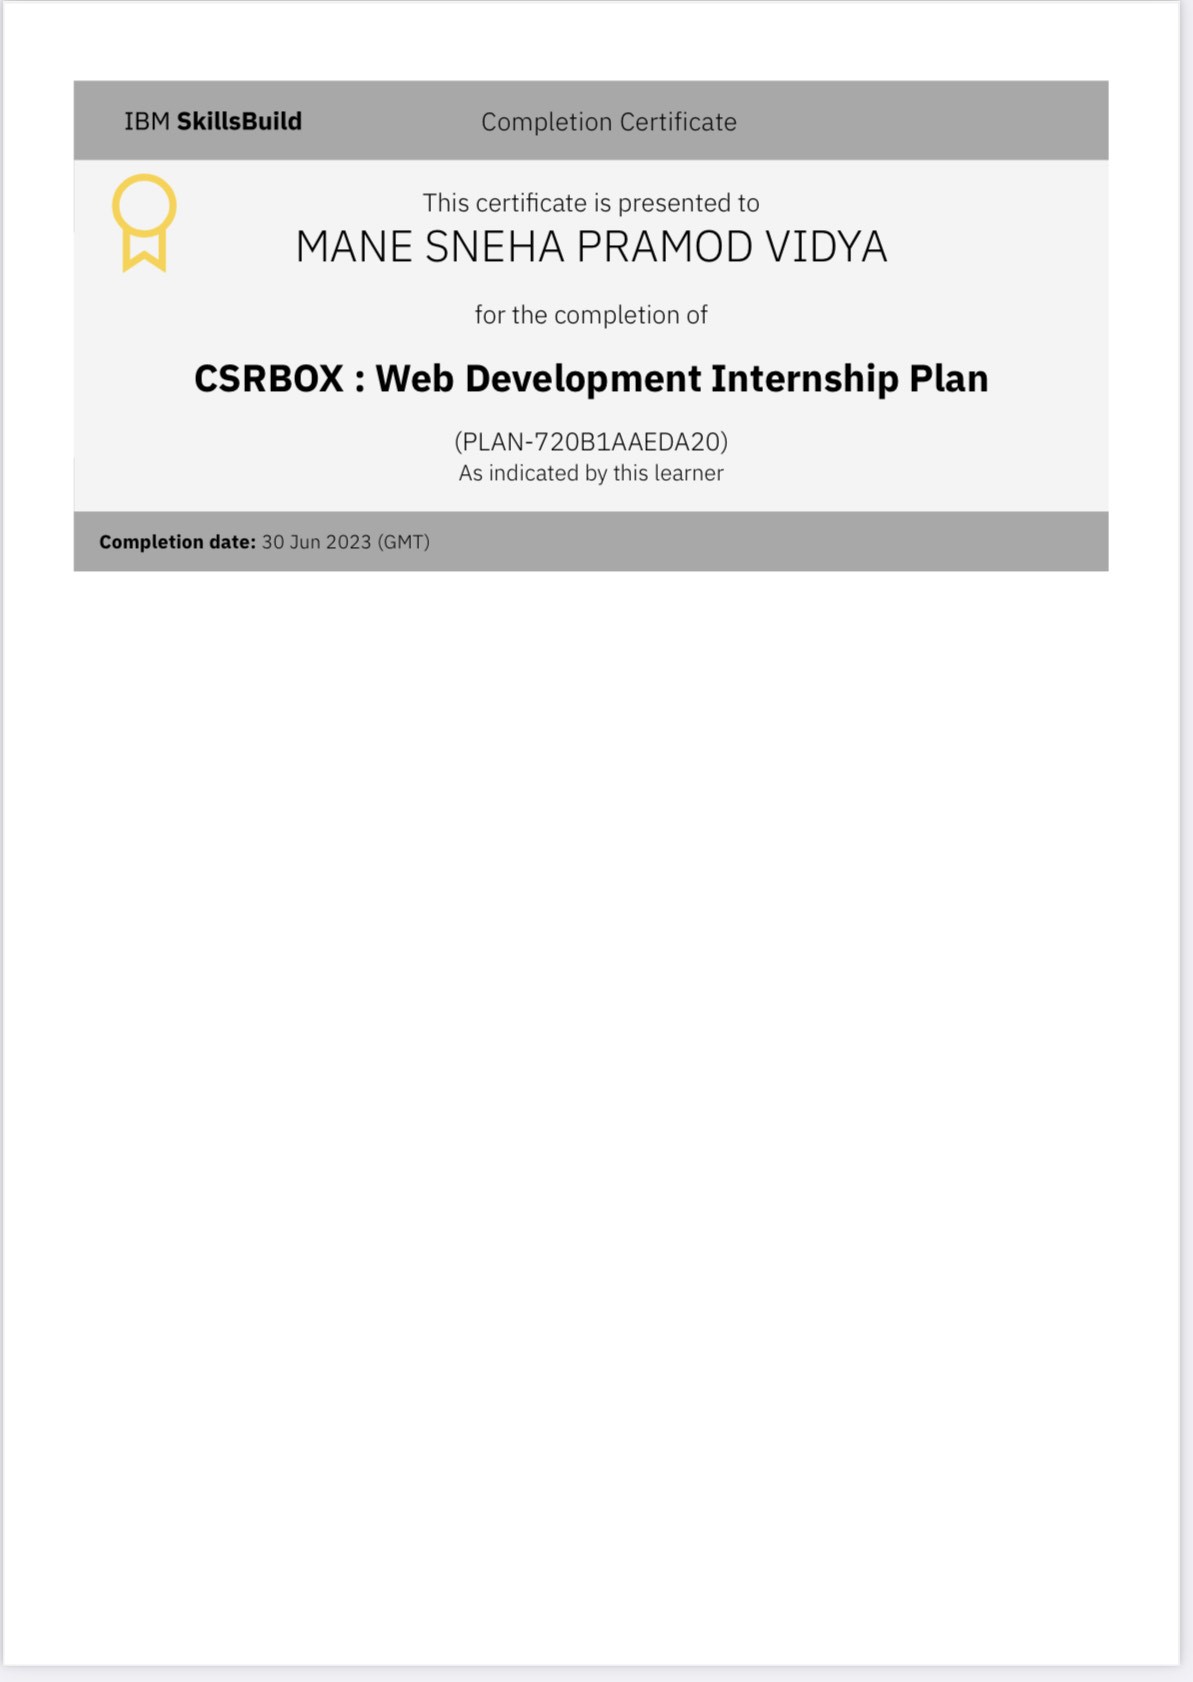 IBM SkillsBuild
Completion Certificate
This certificate is presented to
MANE SNEHA PRAMOD VIDYA
for the completion of
CSRBOX : Web Development Internship Plan
(PLAN-720B1AAEDA20)
As indicated by this learner
Completion date: 30 Jun 2023 (GMT)